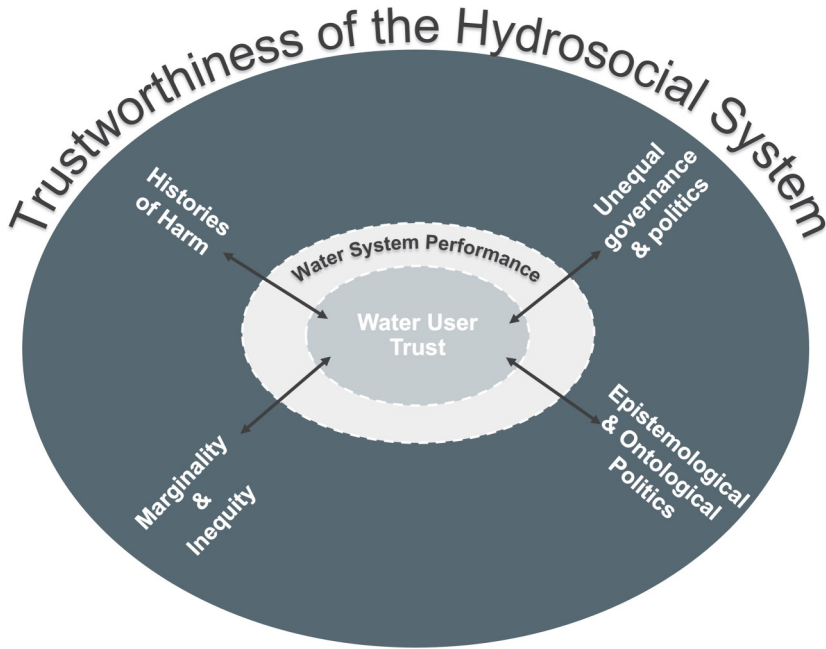 Trustworthiness of the Hydrosocial System
Histories
of Harm
Unequal
governance
& politics
Water System Performance
Water User
Trust
Marginality
&
Inequity
Epistemological
& Ontological
Politics